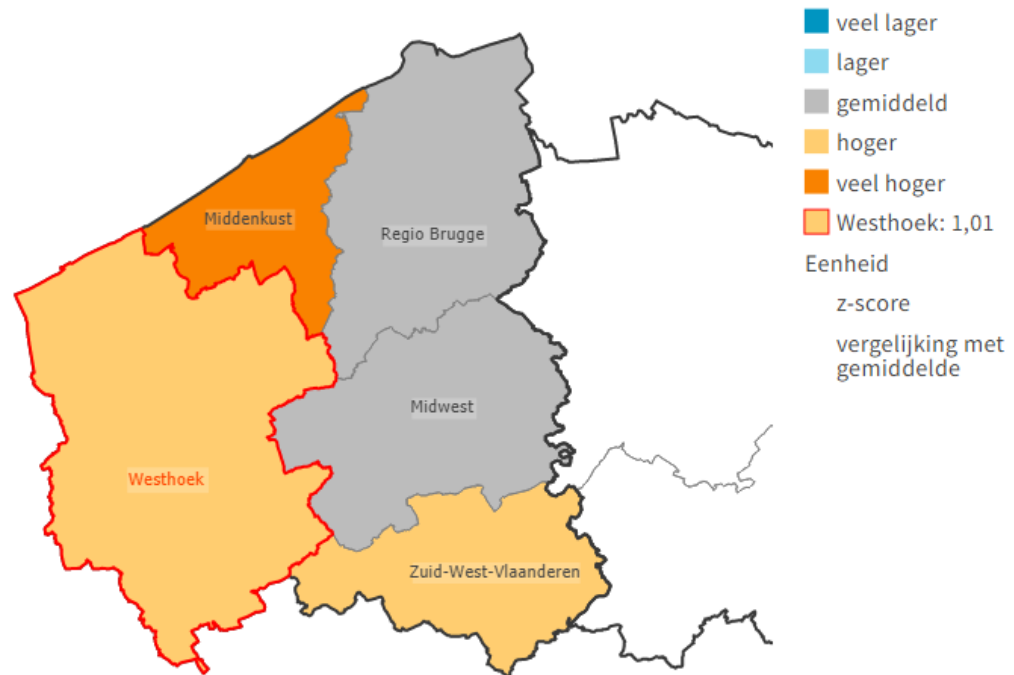 veel lager
lager
gemiddeld
hoger
veel hoger
Westhoek: 1,01
Eenheid
z-score
vergelijking met
gemiddelde
Middenkust
Regio Brugge
Midwest
Westhoek
Zuid-West-Vlaanderen